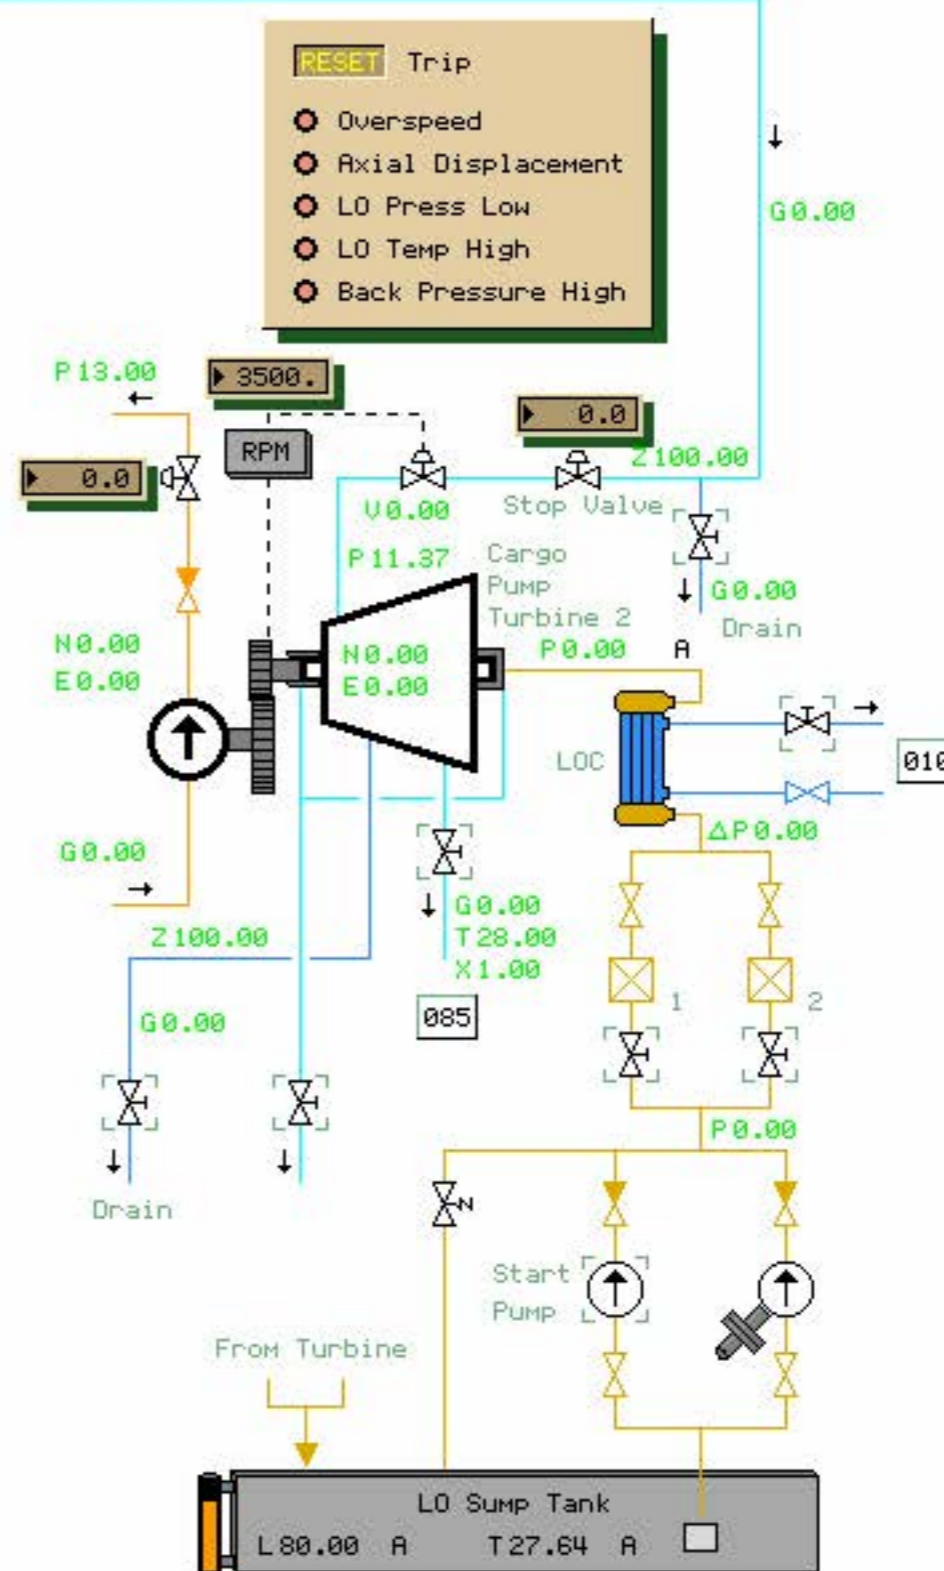 RESET Trip
Overspeed
Axial Displacement
LO Press Low
LO Temp High
Back Pressure High
G0.00
P13.00
3500.
0.0
RPM
0.0
Z100.00
V0.00
Stop Valve
P11.37
Cargo
Pump
Turbine 2
G0.00
Drain
N0.00
E0.00
N0.00
E0.00
P0.00
A
LOC
010
ΔP0.00
G0.00
Z100.00
G0.00
T28.00
X1.00
085
1
2
G0.00
P0.00
Drain
N
Start
Pump
From Turbine
LO Sump Tank
L80.00 A T27.64 A